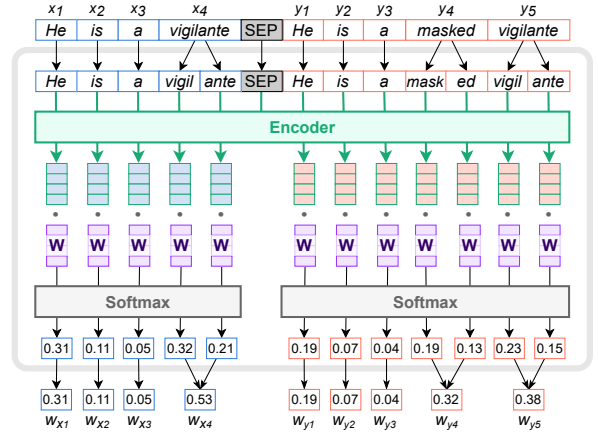 x1 x2 x3 x4 y1 y2 y3 y4 y5
He is a vigilante SEP He is a masked vigilante
He is a vigil ante SEP He is a mask ed vigil ante
Encoder
W W W W W W W W W W W W
Softmax Softmax
0.31 0.11 0.05 0.32 0.21 0.19 0.07 0.04 0.19 0.13 0.23 0.15
0.31 0.11 0.05 0.53 0.19 0.07 0.04 0.32 0.38
wx1 wx2 wx3 wx4 wy1 wy2 wy3 wy4 wy5